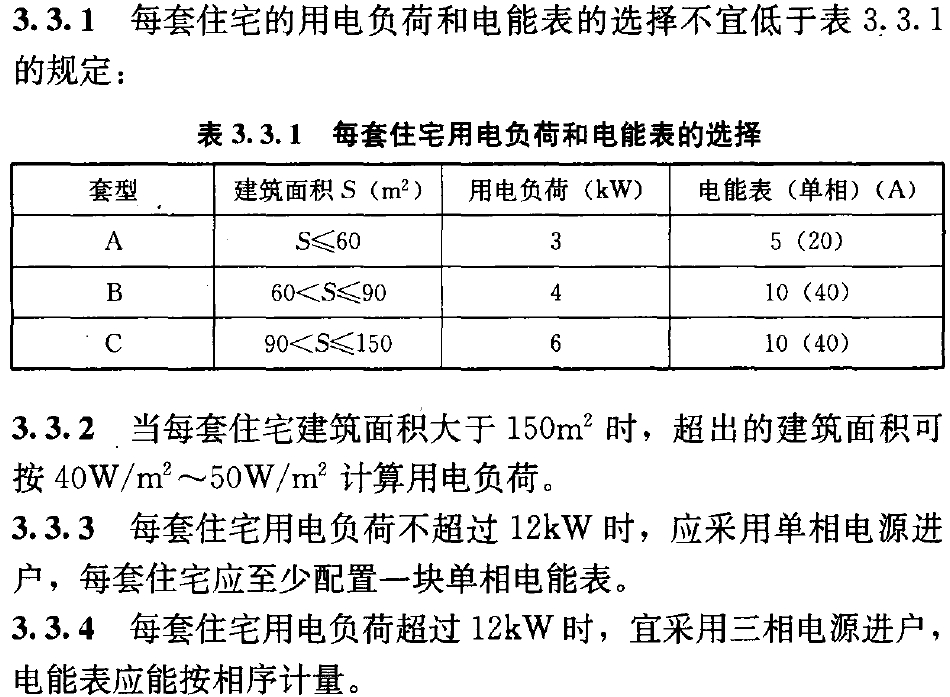 3.3.1 每套住宅的用电负荷和电能表的选择不宜低于表 3.3.1
的规定：
表 3.3.1 每套住宅用电负荷和电能表的选择
套型 建筑面积 S（m²） 用电负荷（kW） 电能表（单相）（A）
A S≤60 3 5（20）
B 60<S≤90 4 10（40）
C 90<S≤150 6 10（40）
3.3.2 当每套住宅建筑面积大于 150m² 时，超出的建筑面积可
按 40W/m²～50W/m² 计算用电负荷。
3.3.3 每套住宅用电负荷不超过 12kW 时，应采用单相电源进
户，每套住宅应至少配置一块单相电能表。
3.3.4 每套住宅用电负荷超过 12kW 时，宜采用三相电源进户，
电能表应能按相序计量。